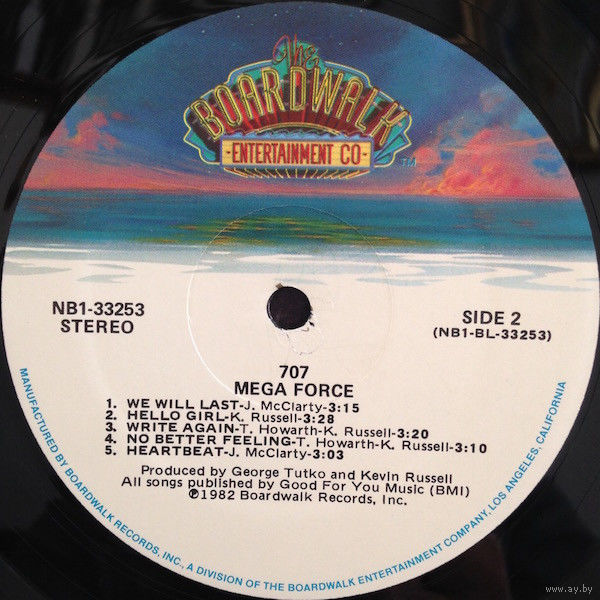 The
BOARDWALK
ENTERTAINMENT CO
TM
NB1-33253
STEREO
SIDE 2
(NB1-BL-33253)
707
MEGA FORCE
1. WE WILL LAST-J. McClarty-3:15
2. HELLO GIRL-K. Russell-3:28
3. WRITE AGAIN-T. Howarth-K. Russell-3:20
4. NO BETTER FEELING-T. Howarth-K. Russell-3:10
5. HEARTBEAT-J. McClarty-3:03
Produced by George Tutko and Kevin Russell
All songs published by Good For You Music (BMI)
℗1982 Boardwalk Records, Inc.
MANUFACTURED BY BOARDWALK RECORDS, INC., A DIVISION OF THE BOARDWALK ENTERTAINMENT COMPANY, LOS ANGELES, CALIFORNIA
www.ay.by